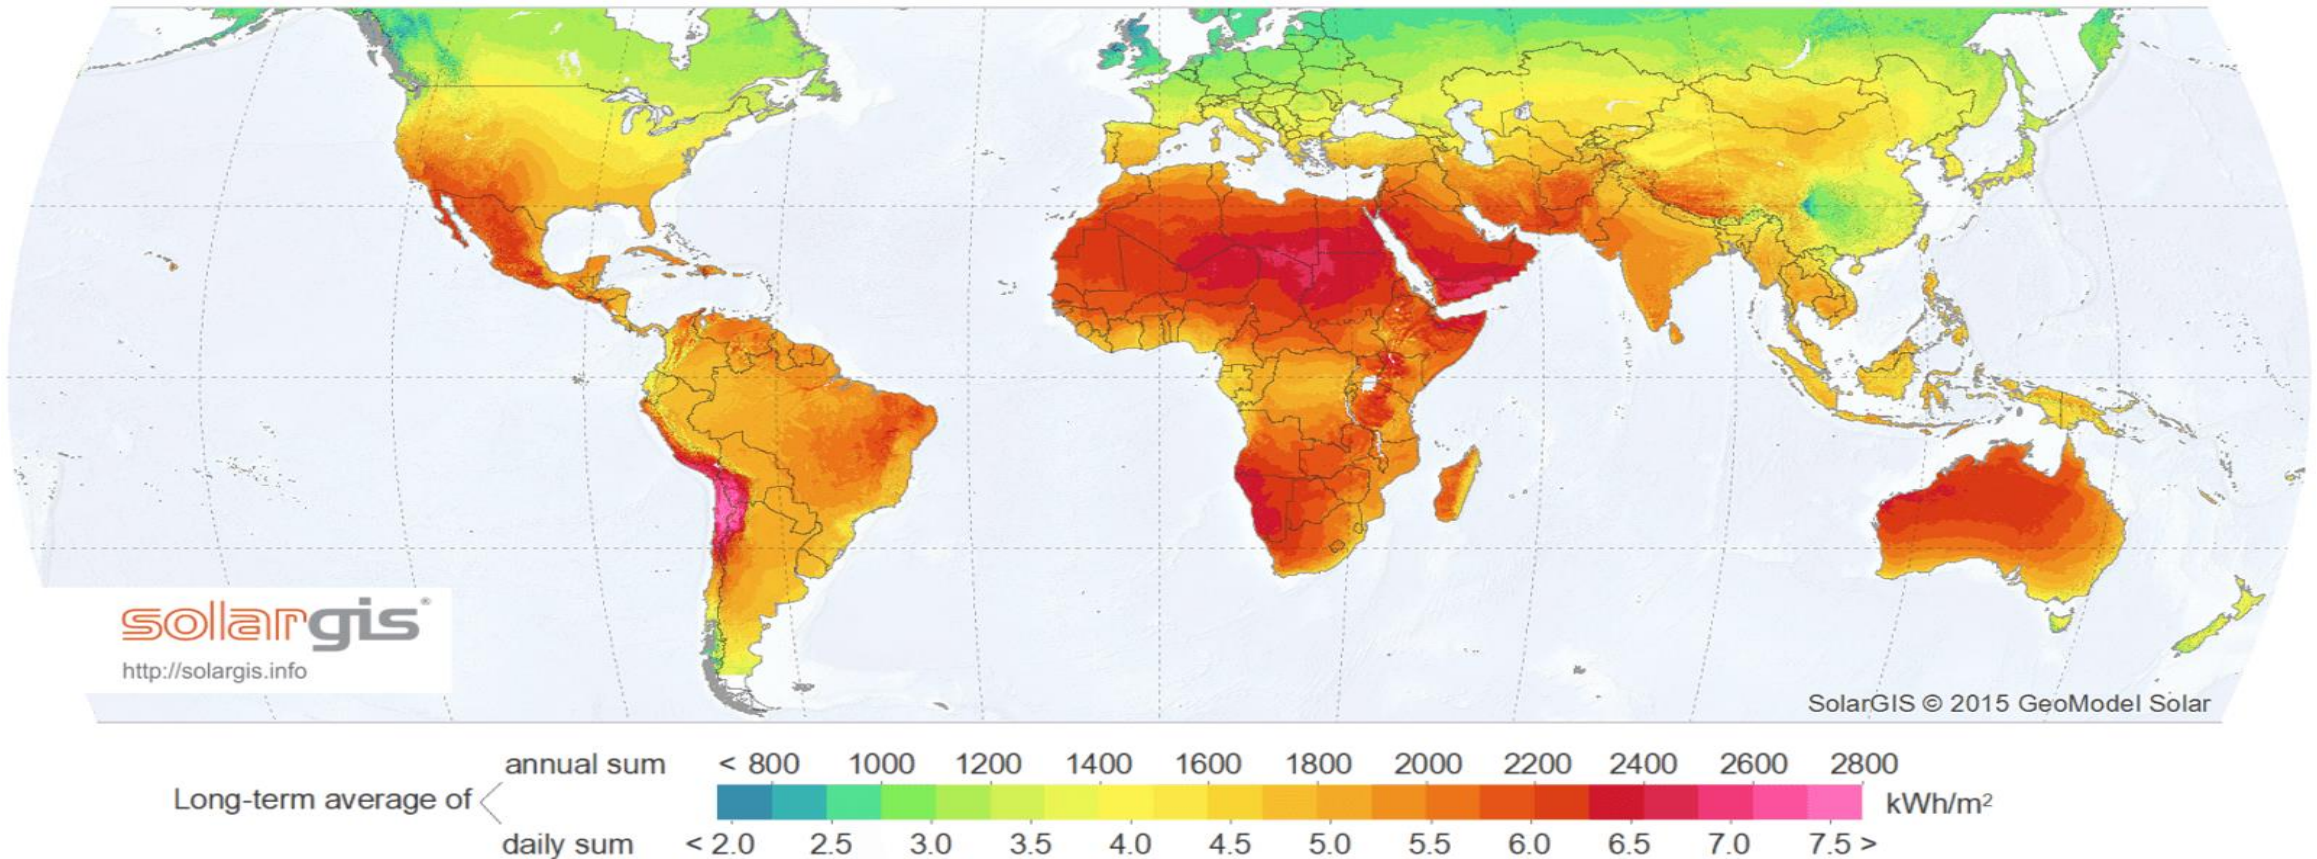 solargis®
http://solargis.info
SolarGIS © 2015 GeoModel Solar
annual sum < 800 1000 1200 1400 1600 1800 2000 2200 2400 2600 2800
Long-term average of kWh/m²
daily sum < 2.0 2.5 3.0 3.5 4.0 4.5 5.0 5.5 6.0 6.5 7.0 7.5 >